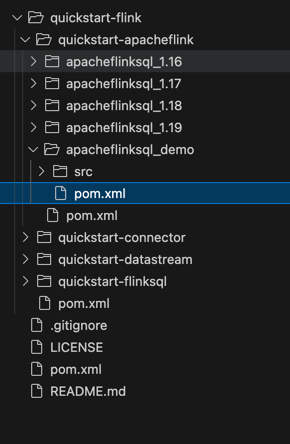 quickstart-flink
quickstart-apacheflink
apacheflinksql_1.16
apacheflinksql_1.17
apacheflinksql_1.18
apacheflinksql_1.19
apacheflinksql_demo
src
pom.xml
pom.xml
quickstart-connector
quickstart-datastream
quickstart-flinksql
pom.xml
.gitignore
LICENSE
pom.xml
README.md